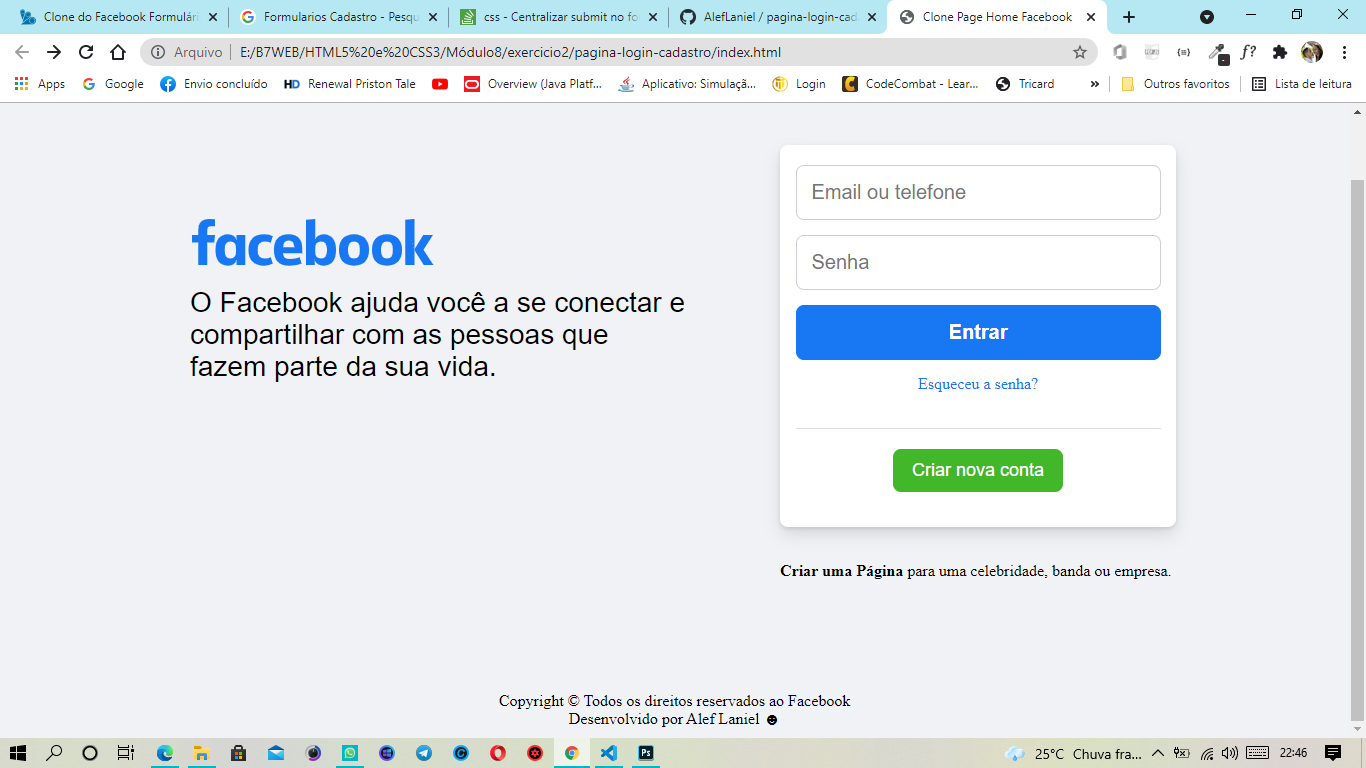 Clone do Facebook Formulári
Formularios Cadastro - Pesqu
css - Centralizar submit no fo
AlefLaniel / pagina-login-cad
Clone Page Home Facebook
Arquivo | E:/B7WEB/HTML5%20e%20CSS3/Módulo8/exercicio2/pagina-login-cadastro/index.html
Apps
Google
Envio concluído
HD Renewal Priston Tale
Overview (Java Platf...
Aplicativo: Simulaçã...
Login
CodeCombat - Lear...
Tricard
»
Outros favoritos
Lista de leitura
facebook
O Facebook ajuda você a se conectar e
compartilhar com as pessoas que
fazem parte da sua vida.
Email ou telefone
Senha
Entrar
Esqueceu a senha?
Criar nova conta
Criar uma Página para uma celebridade, banda ou empresa.
Copyright © Todos os direitos reservados ao Facebook
Desenvolvido por Alef Laniel ☻
25°C Chuva fra...
22:46